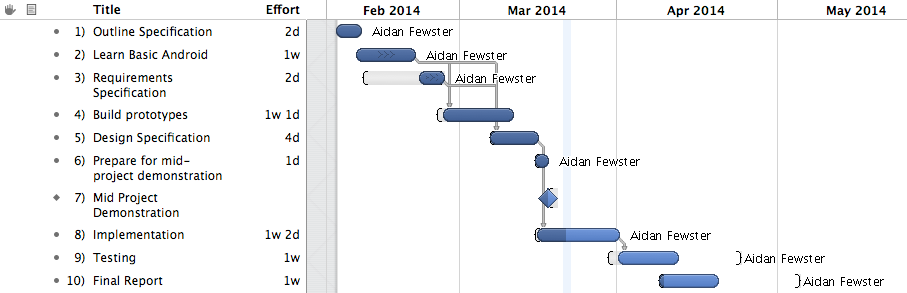 Title Effort Feb 2014 Mar 2014 Apr 2014 May 2014
1) Outline Specification 2d Aidan Fewster
2) Learn Basic Android 1w Aidan Fewster
3) Requirements 2d Aidan Fewster
Specification
4) Build prototypes 1w 1d
5) Design Specification 4d
6) Prepare for mid- 1d Aidan Fewster
project demonstration
7) Mid Project
Demonstration
8) Implementation 1w 2d Aidan Fewster
9) Testing 1w Aidan Fewster
10) Final Report 1w Aidan Fewster